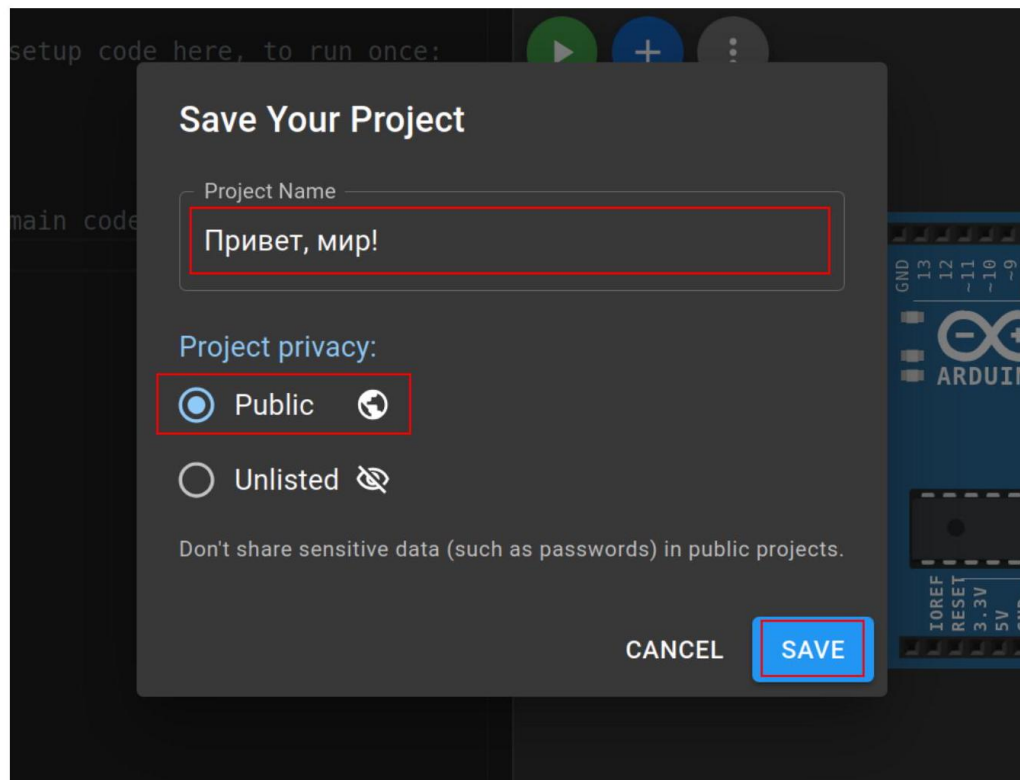 setup code here, to run once:
Save Your Project
Project Name
main code
Привет, мир!
GND
13
12
~11
~10
~9
Project privacy:
ARDUI
Public
Unlisted
Don't share sensitive data (such as passwords) in public projects.
IOREF
RESET
3.3V
5V
CANCEL
SAVE